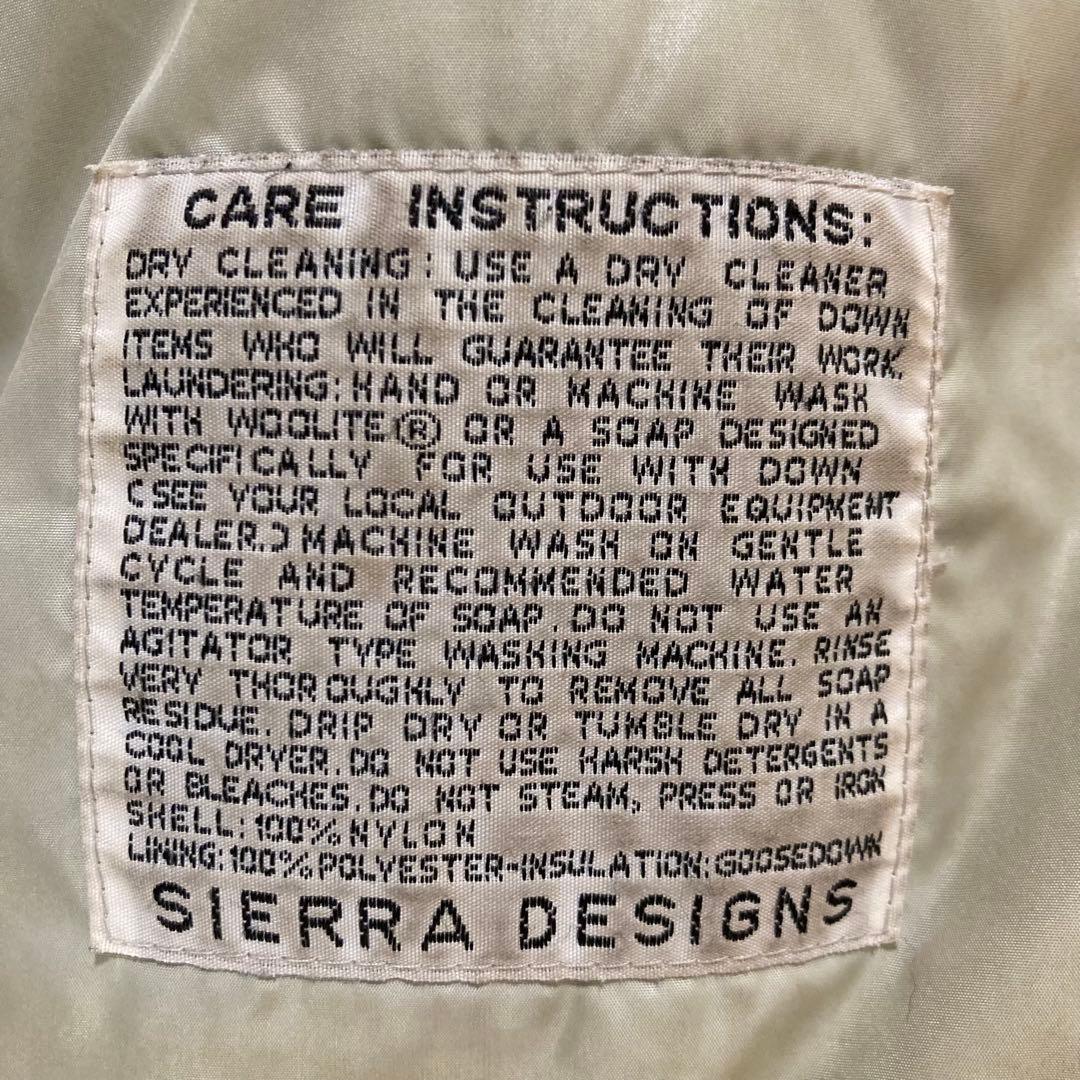 CARE INSTRUCTIONS:
DRY CLEANING: USE A DRY CLEANER
EXPERIENCED IN THE CLEANING OF DOWN
ITEMS WHO WILL GUARANTEE THEIR WORK.
LAUNDERING: HAND OR MACHINE WASH
WITH WOOLITE® OR A SOAP DESIGNED
SPECIFICALLY FOR USE WITH DOWN
(SEE YOUR LOCAL OUTDOOR EQUIPMENT
DEALER.) MACHINE WASH ON GENTLE
CYCLE AND RECOMMENDED WATER
TEMPERATURE OF SOAP. DO NOT USE AN
AGITATOR TYPE WASHING MACHINE. RINSE
VERY THOROUGHLY TO REMOVE ALL SOAP
RESIDUE. DRIP DRY OR TUMBLE DRY IN A
COOL DRYER. DO NOT USE HARSH DETERGENTS
OR BLEACHES. DO NOT STEAM, PRESS OR IRON
SHELL: 100% NYLON
LINING: 100% POLYESTER-INSULATION: GOOSEDOWN
SIERRA DESIGNS